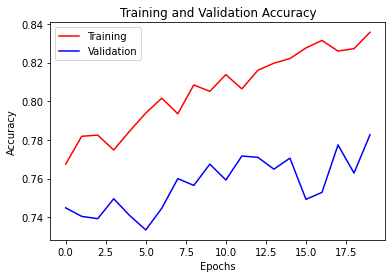 Training and Validation Accuracy
Training
Validation
Accuracy
0.84
0.82
0.80
0.78
0.76
0.74
0.0 2.5 5.0 7.5 10.0 12.5 15.0 17.5
Epochs